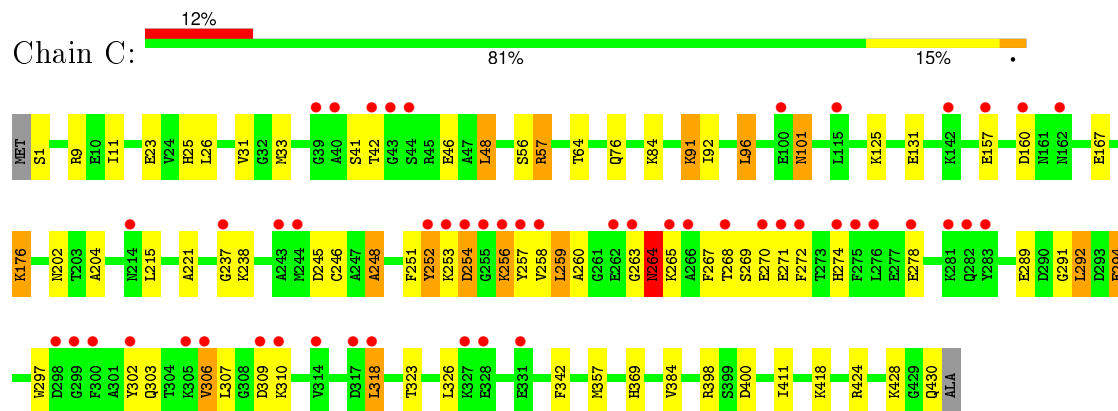 12%
Chain C:
81% 15% •
MET S1 R9 E10 I11 E23 V24 H25 L26 V31 G32 M33 G39 A40 S41 T42 G43 S44 R45 E46 A47 L48 S56 R57 T64 Q76 K84 K91 I92 L96 E100 N101 L115 K125 E131 K142 E157 D160 N161 N162 E167
K176 N202 T203 A204 N214 L215 A221 G237 K238 A243 M244 D245 C246 A247 A248 F251 Y252 K253 D254 G255 K256 Y257 V258 L259 A260 G261 E262 G263 N264 K265 A266 F267 T268 S269 E270 E271 F272 T273 H274 F275 L276 E277 E278 K281 Q282 Y283 E289 D290 G291 L292 D293
W297 D298 G299 F300 A301 Y302 Q303 T304 K305 V306 L307 G308 D309 K310 V314 D317 L318 T323 L326 K327 E328 E331 F342 M357 H369 V384 R398 S399 D400 I411 K418 R424 K428 G429 Q430 ALA